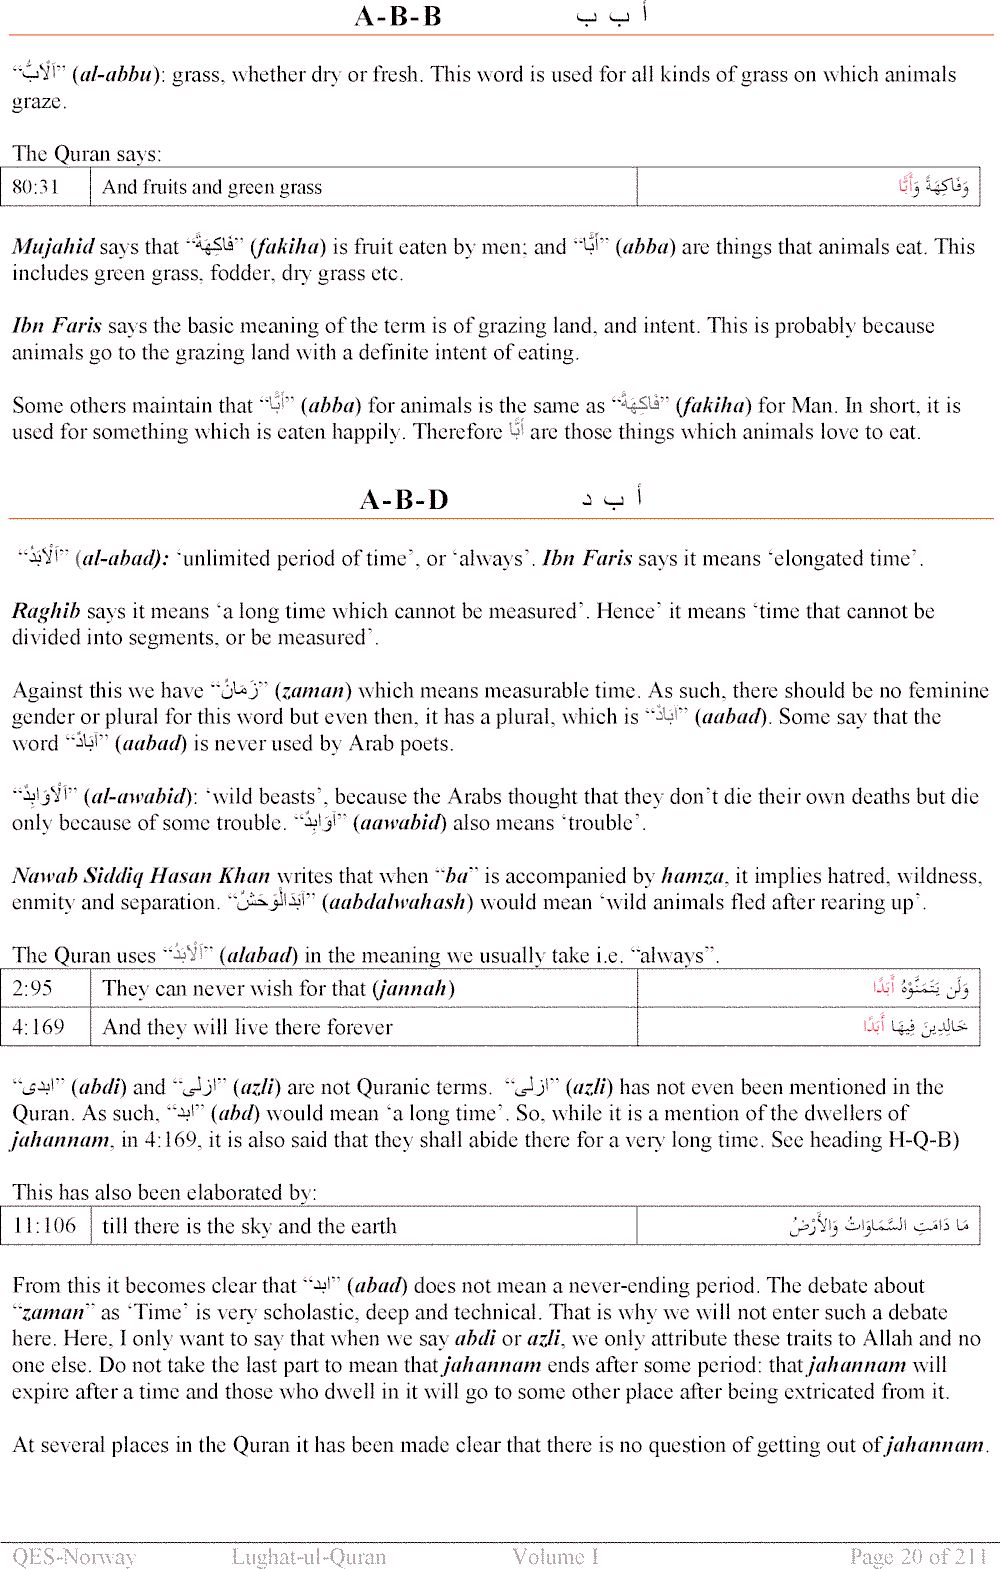 A-B-B أ ب ب
“اَلْاَبُّ” (al-abbu): grass, whether dry or fresh. This word is used for all kinds of grass on which animals
graze.
The Quran says:
80:31 And fruits and green grass وَفَاكِهَةً وَأَبًّا
Mujahid says that “فَاكِهَةً” (fakiha) is fruit eaten by men; and “اَبًّا” (abba) are things that animals eat. This
includes green grass, fodder, dry grass etc.
Ibn Faris says the basic meaning of the term is of grazing land, and intent. This is probably because
animals go to the grazing land with a definite intent of eating.
Some others maintain that “اَبًّا” (abba) for animals is the same as “فَاكِهَةً” (fakiha) for Man. In short, it is
used for something which is eaten happily. Therefore اَبًّا are those things which animals love to eat.
A-B-D أ ب د
“اَلْاَبَدُ” (al-abad): ‘unlimited period of time’, or ‘always’. Ibn Faris says it means ‘elongated time’.
Raghib says it means ‘a long time which cannot be measured’. Hence’ it means ‘time that cannot be
divided into segments, or be measured’.
Against this we have “زَمَانٌ” (zaman) which means measurable time. As such, there should be no feminine
gender or plural for this word but even then, it has a plural, which is “آبَادٌ” (aabad). Some say that the
word “آبَادٌ” (aabad) is never used by Arab poets.
“اَلْاَوَابِدُ” (al-awabid): ‘wild beasts’, because the Arabs thought that they don’t die their own deaths but die
only because of some trouble. “آوَابِدُ” (aawabid) also means ‘trouble’.
Nawab Siddiq Hasan Khan writes that when “ba” is accompanied by hamza, it implies hatred, wildness,
enmity and separation. “آبَدَالْوَحَشُ” (aabdalwahash) would mean ‘wild animals fled after rearing up’.
The Quran uses “اَلْاَبَدُ” (alabad) in the meaning we usually take i.e. “always”.
2:95 They can never wish for that (jannah) وَلَن يَتَمَنَّوْهُ أَبَدًا
4:169 And they will live there forever خَالِدِينَ فِيهَا أَبَدًا
“ابدی” (abdi) and “ازلی” (azli) are not Quranic terms. “ازلی” (azli) has not even been mentioned in the
Quran. As such, “ابد” (abd) would mean ‘a long time’. So, while it is a mention of the dwellers of
jahannam, in 4:169, it is also said that they shall abide there for a very long time. See heading H-Q-B)
This has also been elaborated by:
11:106 till there is the sky and the earth مَا دَامَتِ السَّمَاوَاتُ وَالأَرْضُ
From this it becomes clear that “ابد” (abad) does not mean a never-ending period. The debate about
“zaman” as ‘Time’ is very scholastic, deep and technical. That is why we will not enter such a debate
here. Here, I only want to say that when we say abdi or azli, we only attribute these traits to Allah and no
one else. Do not take the last part to mean that jahannam ends after some period: that jahannam will
expire after a time and those who dwell in it will go to some other place after being extricated from it.
At several places in the Quran it has been made clear that there is no question of getting out of jahannam.
QES-Norway Lughat-ul-Quran Volume I Page 20 of 211